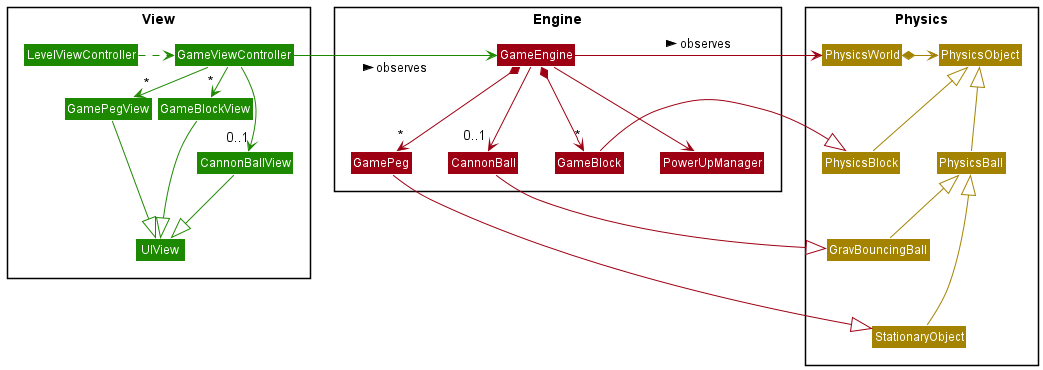 View
Engine
Physics
LevelViewController
GameViewController
GameEngine
► observes
PhysicsWorld
PhysicsObject
► observes
*
*
GamePegView
GameBlockView
0..1
CannonBallView
*
0..1
*
GamePeg
CannonBall
GameBlock
PowerUpManager
PhysicsBlock
PhysicsBall
UIView
GravBouncingBall
StationaryObject